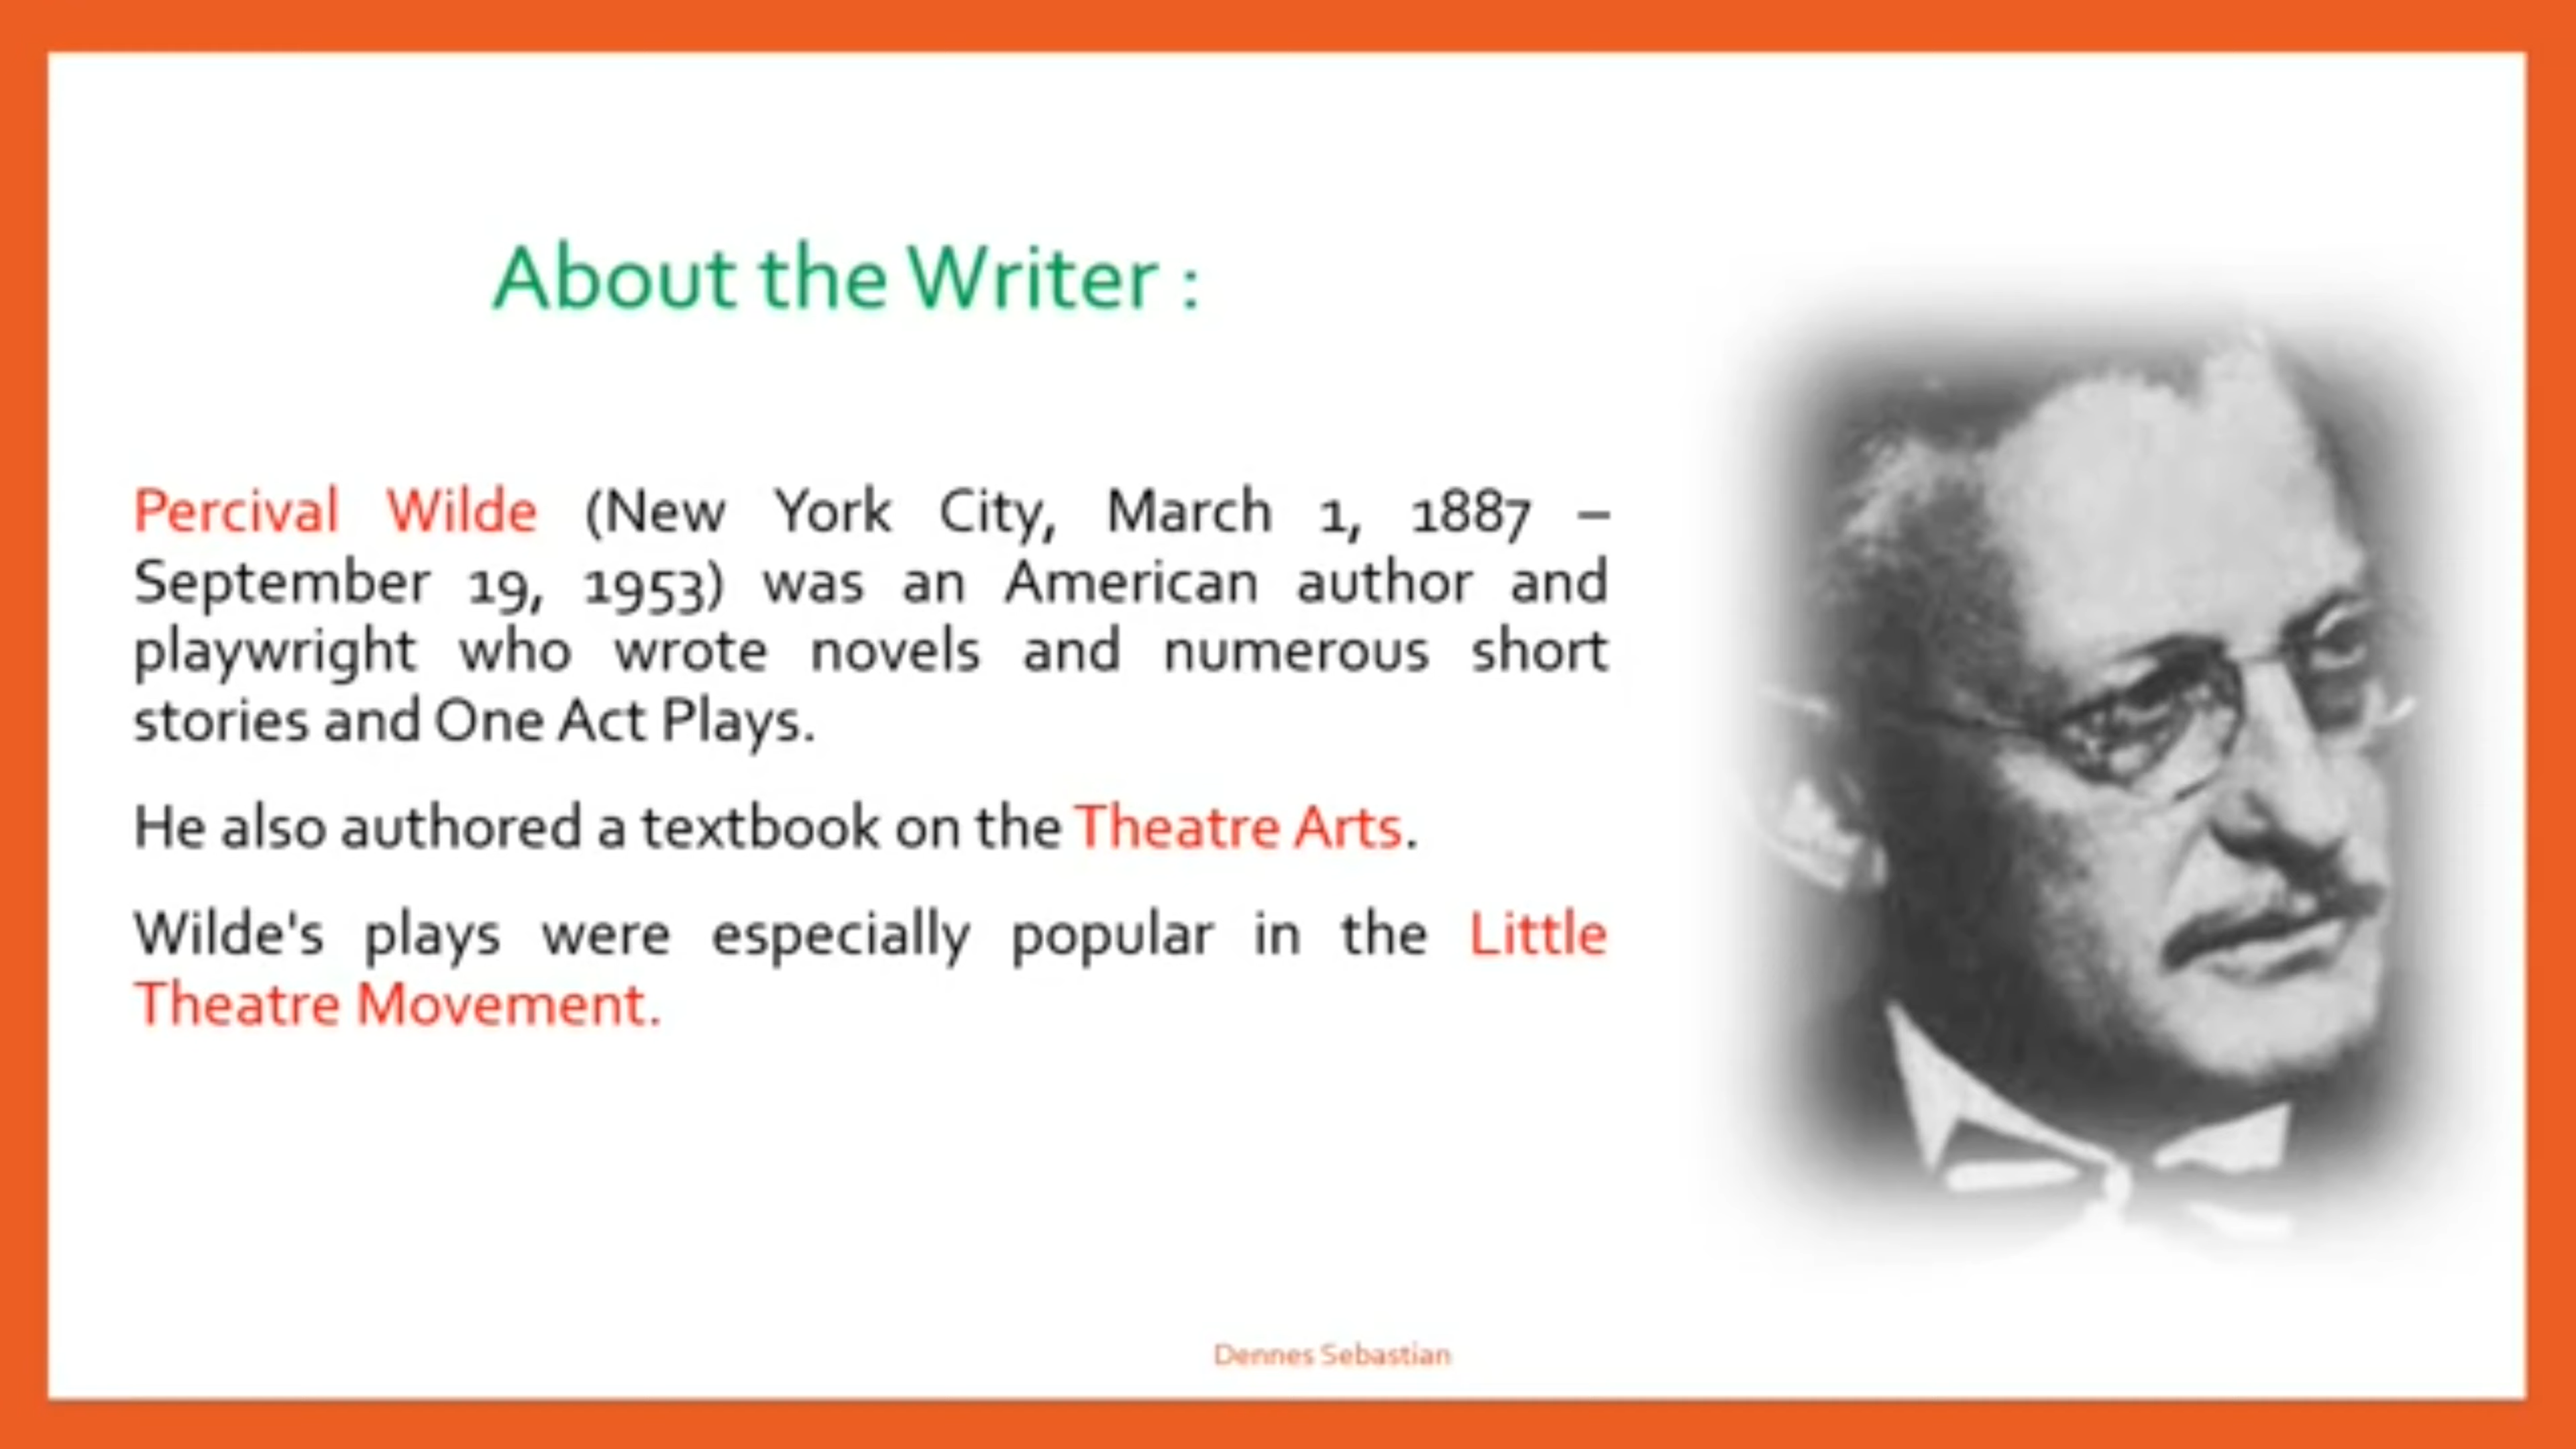 About the Writer :
Percival Wilde (New York City, March 1, 1887 –
September 19, 1953) was an American author and
playwright who wrote novels and numerous short
stories and One Act Plays.
He also authored a textbook on the Theatre Arts.
Wilde's plays were especially popular in the Little
Theatre Movement.
Dennes Sebastian